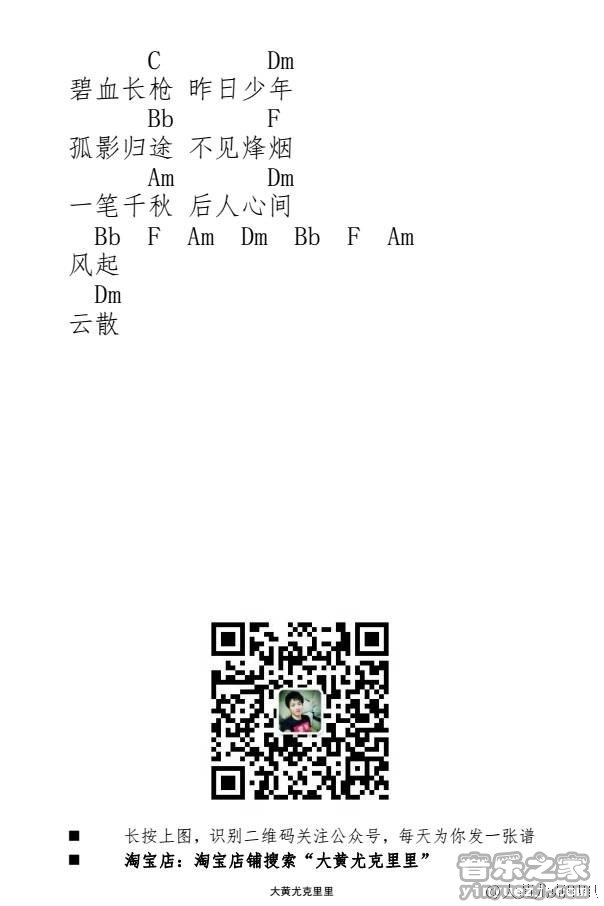 C Dm
碧血长枪 昨日少年
Bb F
孤影归途 不见烽烟
Am Dm
一笔千秋 后人心间
Bb F Am Dm Bb F Am
风起
Dm
云散
■ 长按上图，识别二维码关注公众号，每天为你发一张谱
■ 淘宝店：淘宝店铺搜索“大黄尤克里里”
大黄尤克里里
音乐之家